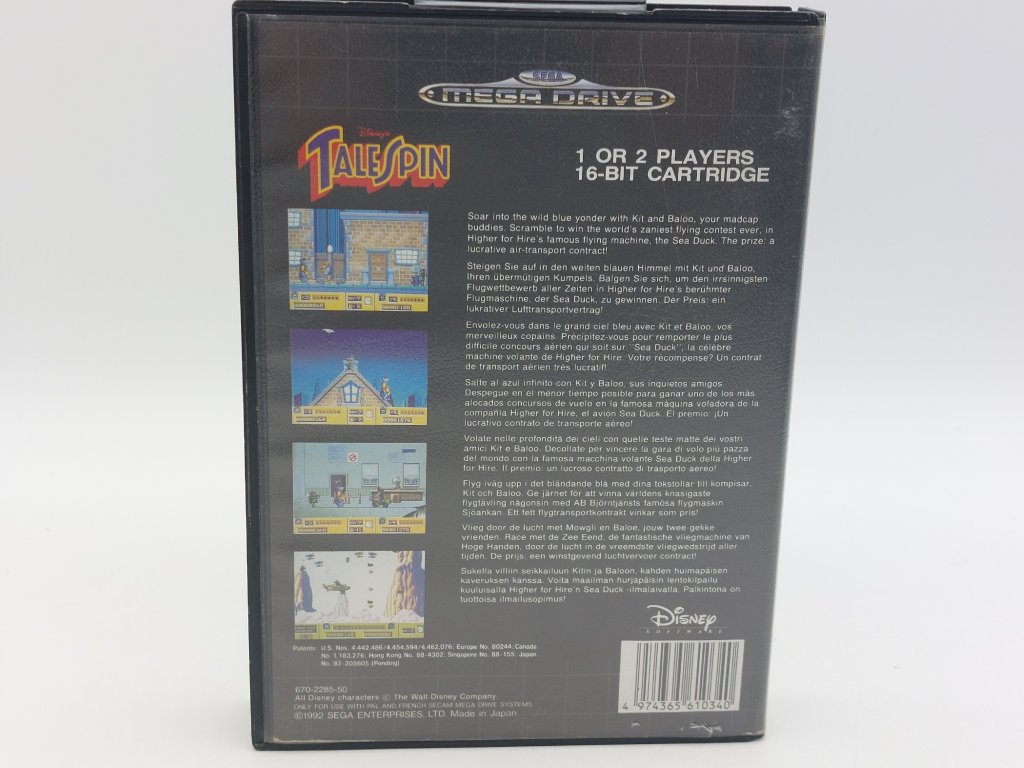 SEGA
MEGA DRIVE
Disney's
TALESPIN
1 OR 2 PLAYERS
16-BIT CARTRIDGE
Soar into the wild blue yonder with Kit and Baloo, your madcap
buddies. Scramble to win the world's zaniest flying contest ever, in
Higher for Hire's famous flying machine, the Sea Duck. The prize: a
lucrative air-transport contract!
Steigen Sie auf in den weiten blauen Himmel mit Kit und Baloo,
Ihren übermütigen Kumpels. Balgen Sie sich, um den irrsinnigsten
Flugwettbewerb aller Zeiten in Higher for Hire's berühmter
Flugmaschine, der Sea Duck, zu gewinnen. Der Preis: ein
lukrativer Lufttransportvertrag!
Envolez-vous dans le grand ciel bleu avec Kit et Baloo, vos
merveilleux copains. Précipitez-vous pour remporter le plus
difficile concours aérien qui soit sur "Sea Duck", la célèbre
machine volante de Higher for Hire. Votre récompense? Un contrat
de transport aérien très lucratif!
Salte al azul infinito con Kit y Baloo, sus inquietos amigos.
Despegue en el menor tiempo posible para ganar uno de los más
alocados concursos de vuelo en la famosa máquina voladora de la
compañía Higher for Hire, el avión Sea Duck. El premio: ¡Un
lucrativo contrato de transporte aéreo!
Volate nelle profondità dei cieli con quelle teste matte dei vostri
amici Kit e Baloo. Decollate per vincere la gara di volo più pazza
del mondo con la famosa macchina volante Sea Duck della Higher
for Hire. Il premio: un lucroso contratto di trasporto aereo!
Flyg iväg upp i det bländande blå med dina tokstollar till kompisar,
Kit och Baloo. Ge järnet för att vinna världens knasigaste
flygtävling någonsin med AB Björntjänsts famösa flygmaskin
Sjöankan. Ett fett flygtransportkontrakt vinkar som pris!
Vlieg door de lucht met Mowgli en Baloe, jouw twee gekke
vrienden. Race met de Zee Eend, de fantastische vliegmachine van
Hoge Handen, door de lucht in de vreemdste vliegwedstrijd aller
tijden. De prijs: een winstgevend luchtvervoer contract!
Sukella villiin seikkailuun Kitin ja Baloon, kahden huimapäisen
kaveruksen kanssa. Voita maailman hurjapäisin lentokilpailu
kuuluisalla Higher for Hire'n Sea Duck -ilmalaivalla. Palkintona on
tuottoisa ilmailusopimus!
Disney
SOFTWARE
Patents: U.S. Nos. 4,442,486/4,454,594/4,462,076; Europe No. 80244; Canada
No. 1,183,276; Hong Kong No. 88-4302; Singapore No. 88-155; Japan
No. 82-205605 (Pending)
670-2285-50
All Disney characters © The Walt Disney Company.
ONLY FOR USE WITH PAL AND FRENCH SECAM MEGA DRIVE SYSTEMS
©1992 SEGA ENTERPRISES, LTD. Made in Japan
4 974365 610340